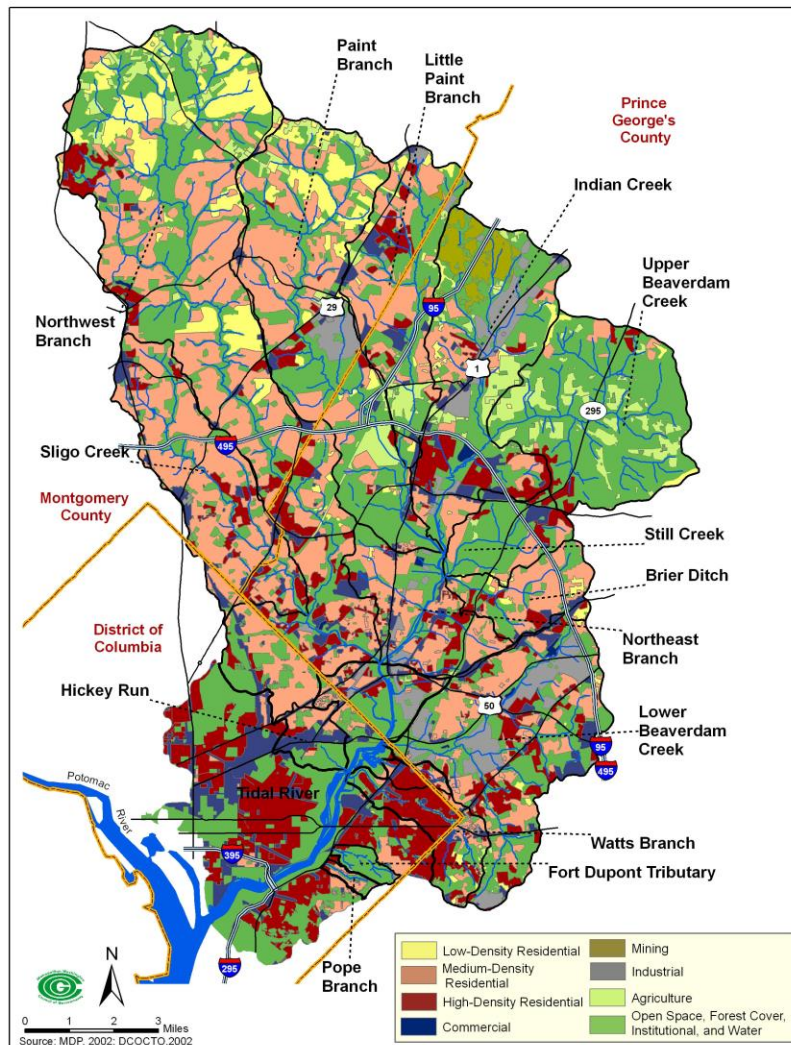 Paint
Branch
Little
Paint
Branch
Prince
George's
County
Indian Creek
Upper
Beaverdam
Creek
29
95
Northwest
Branch
1
295
495
Sligo Creek
Montgomery
County
Still Creek
Brier Ditch
District of
Columbia
Northeast
Branch
Hickey Run
50
Lower
Beaverdam
Creek
95
495
Potomac
River
Tidal River
Watts Branch
395
Fort Dupont Tributary
295
Pope
Branch
N
Low-Density Residential
Medium-Density
Residential
High-Density Residential
Commercial
Mining
Industrial
Agriculture
Open Space, Forest Cover,
Institutional, and Water
0 1 2 3
Miles
Source: MDP, 2002; DCOCTO,2002